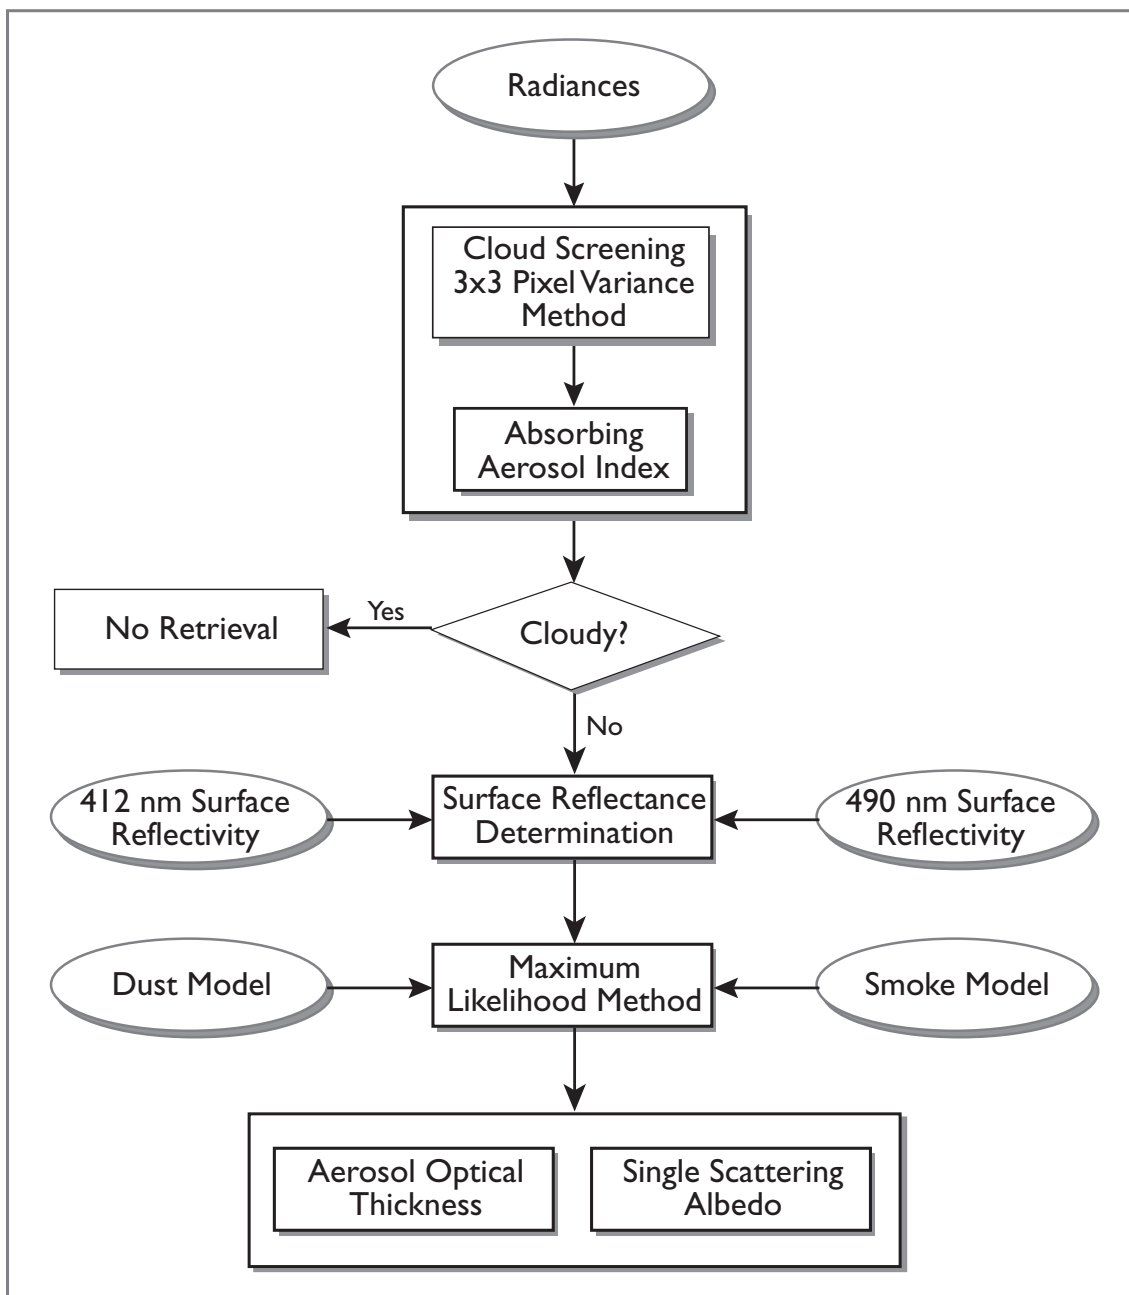 Radiances
Cloud Screening
3x3 Pixel Variance
Method
Absorbing
Aerosol Index
No Retrieval
Yes
Cloudy?
No
412 nm Surface
Reflectivity
Surface Reflectance
Determination
490 nm Surface
Reflectivity
Dust Model
Maximum
Likelihood Method
Smoke Model
Aerosol Optical
Thickness
Single Scattering
Albedo